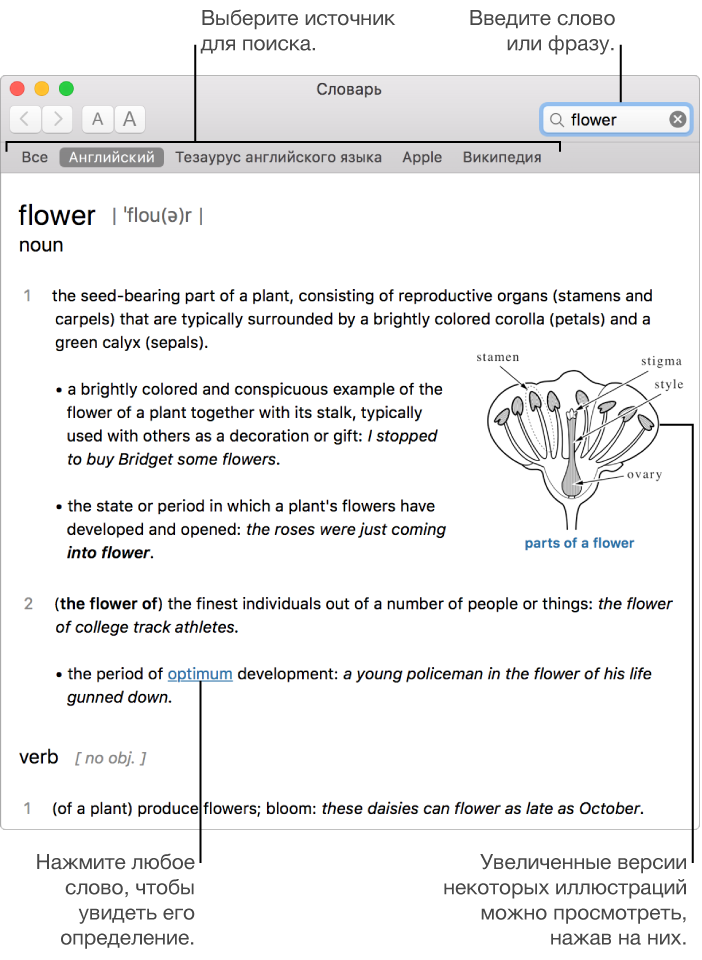 Выберите источник
для поиска.
Введите слово
или фразу.
Словарь
A A
flower
Все Английский Тезаурус английского языка Apple Википедия
flower | ˈflou(ə)r |
noun
1 the seed-bearing part of a plant, consisting of reproductive organs (stamens and
carpels) that are typically surrounded by a brightly colored corolla (petals) and a
green calyx (sepals).
• a brightly colored and conspicuous example of the
flower of a plant together with its stalk, typically
used with others as a decoration or gift: I stopped
to buy Bridget some flowers.
• the state or period in which a plant's flowers have
developed and opened: the roses were just coming
into flower.
stamen
stigma
style
ovary
parts of a flower
2 (the flower of) the finest individuals out of a number of people or things: the flower
of college track athletes.
• the period of optimum development: a young policeman in the flower of his life
gunned down.
verb [ no obj. ]
1 (of a plant) produce flowers; bloom: these daisies can flower as late as October.
Нажмите любое
слово, чтобы
увидеть его
определение.
Увеличенные версии
некоторых иллюстраций
можно просмотреть,
нажав на них.